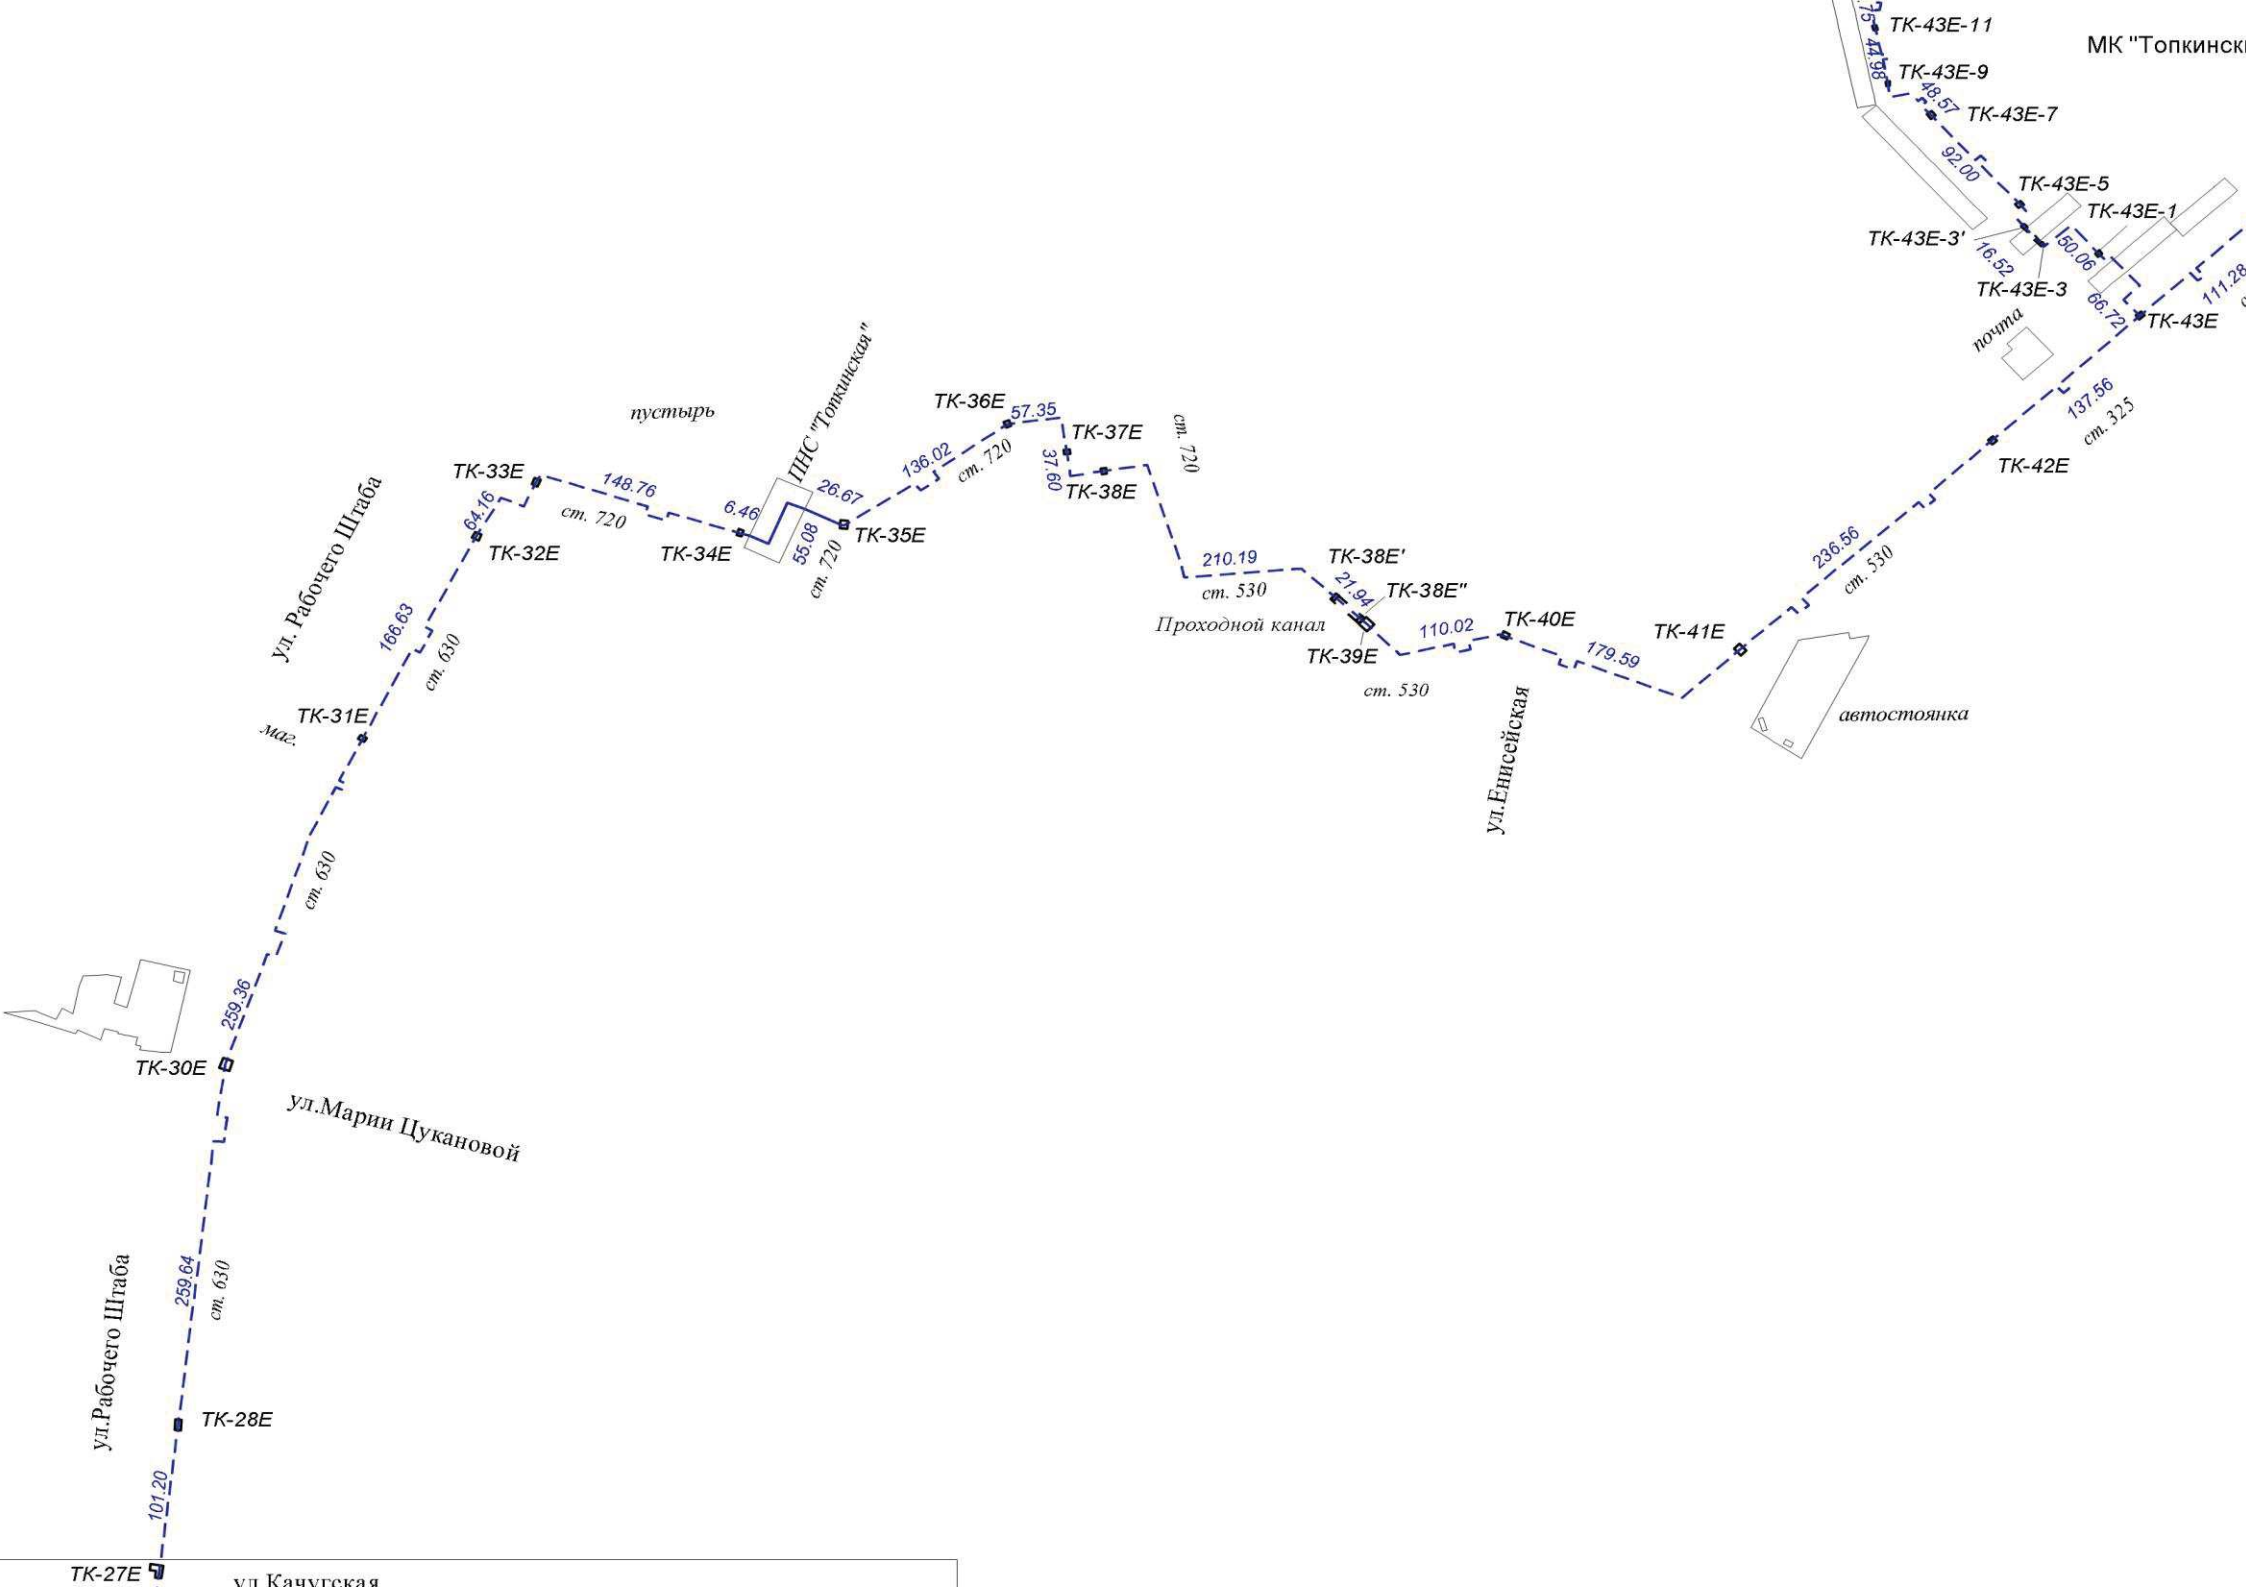 .75
ТК-43Е-11
МК "Топкинск
44.98
ТК-43Е-9
48.57
ТК-43Е-7
92.00
ТК-43Е-5
ТК-43Е-1
ТК-43Е-3'
16.52
50.06
ТК-43Е-3
111.28
66.72
ТК-43Е
почта
137.56
ст. 325
ТК-42Е
236.56
ст. 530
ПНС "Топкинская"
пустырь
ТК-36Е
57.35
ТК-37Е
ст. 720
136.02
ст. 720
37.60
ТК-38Е
ТК-33Е
148.76
ст. 720
64.16
ТК-32Е
6.46
26.67
ТК-34Е
55.08
ст. 720
ТК-35Е
ул. Рабочего Штаба
210.19
ст. 530
ТК-38Е'
21.94
ТК-38Е"
Проходной канал
ТК-39Е
110.02
ст. 530
ТК-40Е
179.59
ТК-41Е
ул.Енисейская
автостоянка
166.63
ст. 630
ТК-31Е
маг.
ст. 630
259.36
ТК-30Е
ул.Марии Цукановой
259.64
ст. 630
ул.Рабочего Штаба
ТК-28Е
101.20
ТК-27Е
ул.Качугская